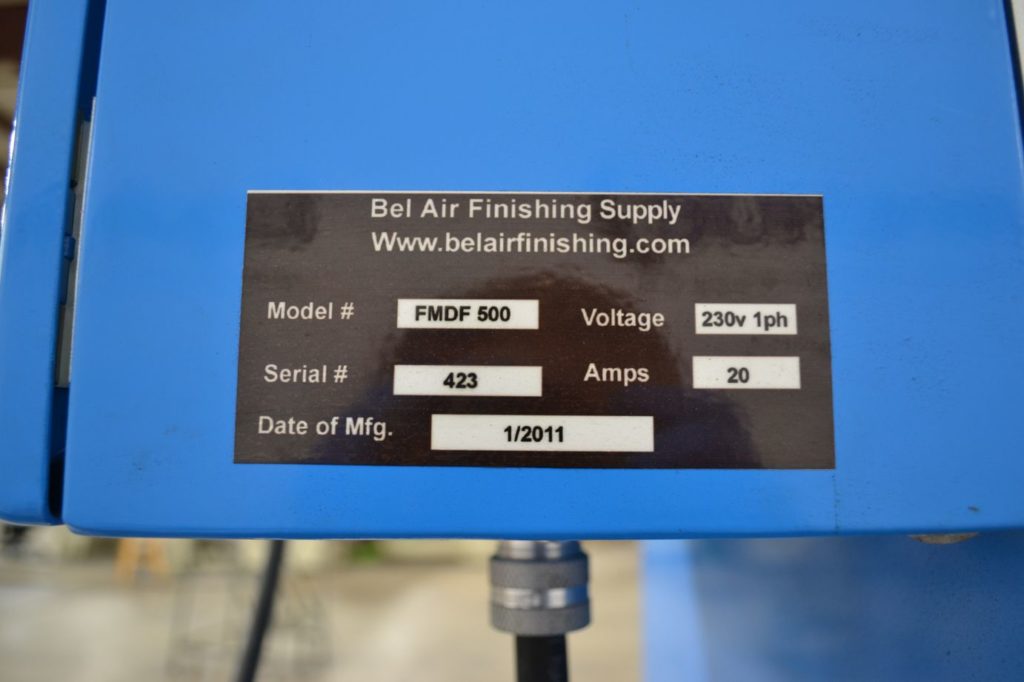 Bel Air Finishing Supply
Www.belairfinishing.com
Model # FMDF 500 Voltage 230v 1ph
Serial # 423 Amps 20
Date of Mfg. 1/2011